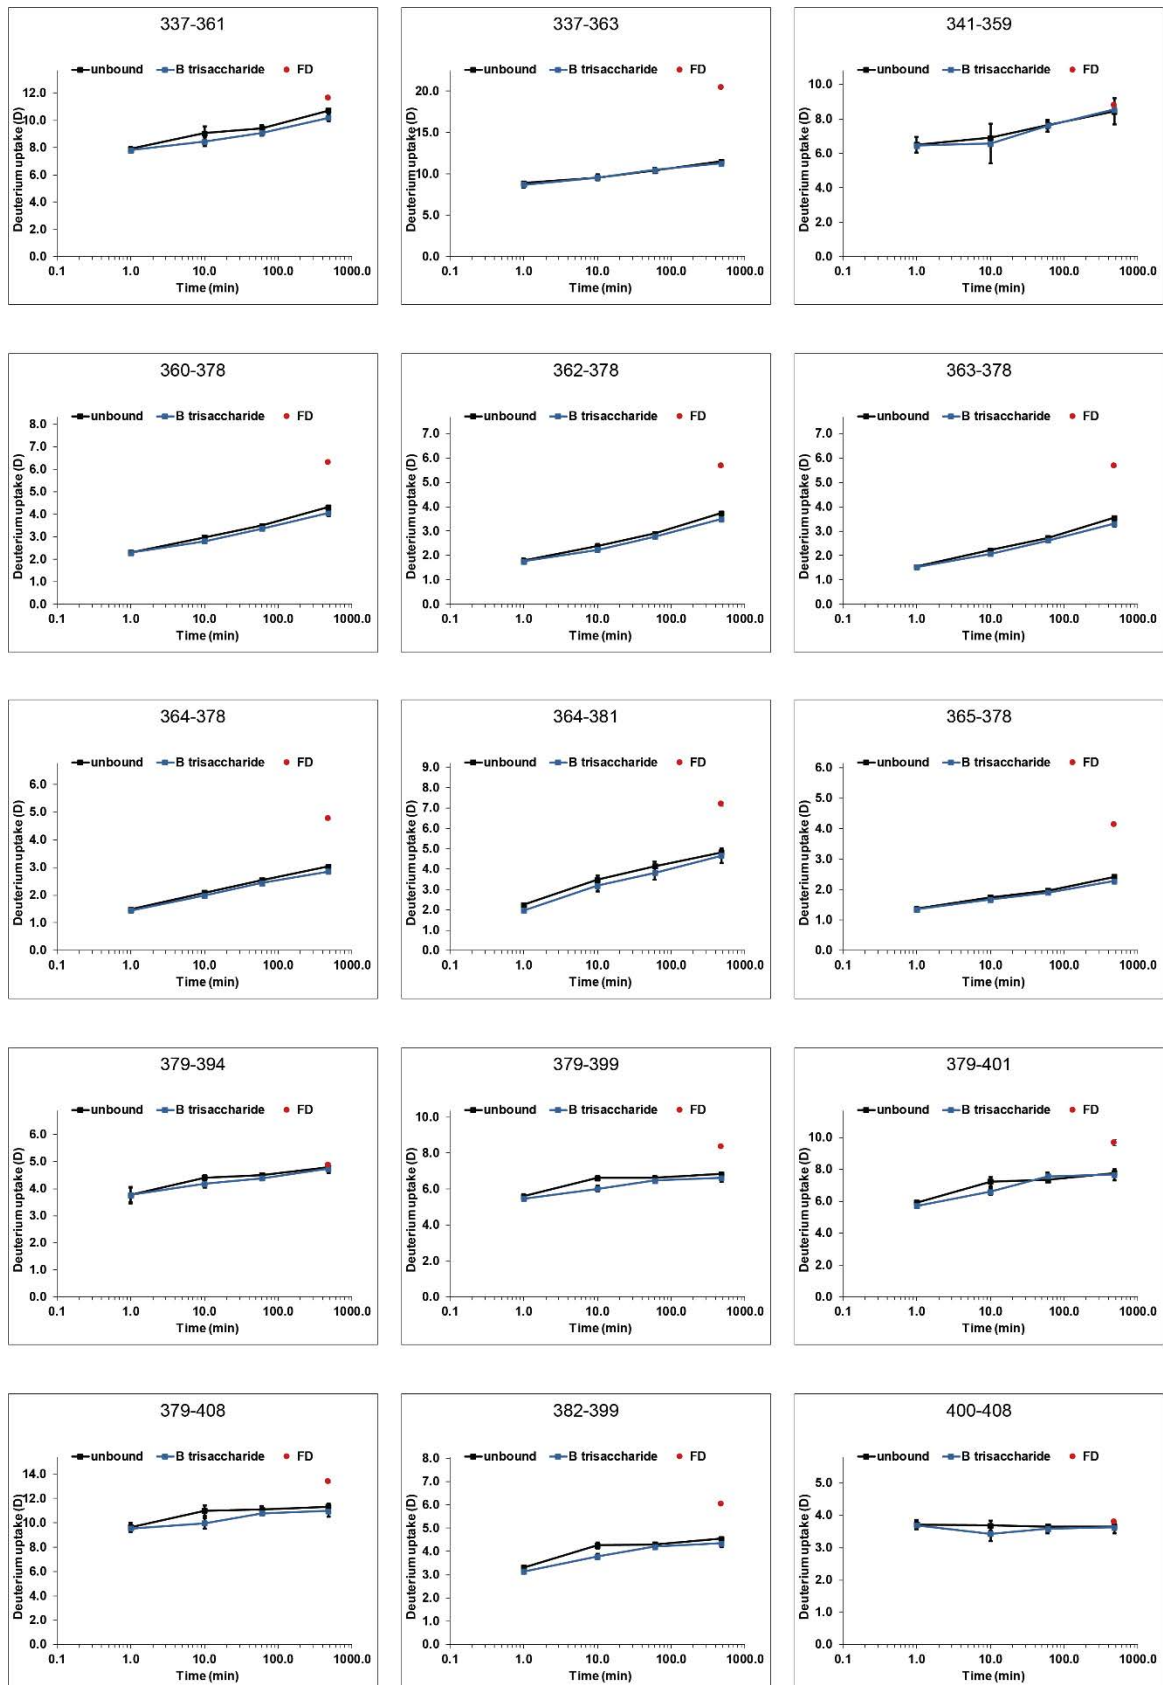 337-361
unbound B trisaccharide FD
Deuterium uptake (D)
12.0
10.0
8.0
6.0
4.0
2.0
0.0
0.1 1.0 10.0 100.0 1000.0
Time (min)
337-363
unbound B trisaccharide FD
Deuterium uptake (D)
20.0
15.0
10.0
5.0
0.0
0.1 1.0 10.0 100.0 1000.0
Time (min)
341-359
unbound B trisaccharide FD
Deuterium uptake (D)
10.0
8.0
6.0
4.0
2.0
0.0
0.1 1.0 10.0 100.0 1000.0
Time (min)
360-378
unbound B trisaccharide FD
Deuterium uptake (D)
8.0
7.0
6.0
5.0
4.0
3.0
2.0
1.0
0.0
0.1 1.0 10.0 100.0 1000.0
Time (min)
362-378
unbound B trisaccharide FD
Deuterium uptake (D)
7.0
6.0
5.0
4.0
3.0
2.0
1.0
0.0
0.1 1.0 10.0 100.0 1000.0
Time (min)
363-378
unbound B trisaccharide FD
Deuterium uptake (D)
7.0
6.0
5.0
4.0
3.0
2.0
1.0
0.0
0.1 1.0 10.0 100.0 1000.0
Time (min)
364-378
unbound B trisaccharide FD
Deuterium uptake (D)
6.0
5.0
4.0
3.0
2.0
1.0
0.0
0.1 1.0 10.0 100.0 1000.0
Time (min)
364-381
unbound B trisaccharide FD
Deuterium uptake (D)
9.0
8.0
7.0
6.0
5.0
4.0
3.0
2.0
1.0
0.0
0.1 1.0 10.0 100.0 1000.0
Time (min)
365-378
unbound B trisaccharide FD
Deuterium uptake (D)
6.0
5.0
4.0
3.0
2.0
1.0
0.0
0.1 1.0 10.0 100.0 1000.0
Time (min)
379-394
unbound B trisaccharide FD
Deuterium uptake (D)
6.0
5.0
4.0
3.0
2.0
1.0
0.0
0.1 1.0 10.0 100.0 1000.0
Time (min)
379-399
unbound B trisaccharide FD
Deuterium uptake (D)
10.0
8.0
6.0
4.0
2.0
0.0
0.1 1.0 10.0 100.0 1000.0
Time (min)
379-401
unbound B trisaccharide FD
Deuterium uptake (D)
10.0
8.0
6.0
4.0
2.0
0.0
0.1 1.0 10.0 100.0 1000.0
Time (min)
379-408
unbound B trisaccharide FD
Deuterium uptake (D)
14.0
12.0
10.0
8.0
6.0
4.0
2.0
0.0
0.1 1.0 10.0 100.0 1000.0
Time (min)
382-399
unbound B trisaccharide FD
Deuterium uptake (D)
8.0
7.0
6.0
5.0
4.0
3.0
2.0
1.0
0.0
0.1 1.0 10.0 100.0 1000.0
Time (min)
400-408
unbound B trisaccharide FD
Deuterium uptake (D)
5.0
4.0
3.0
2.0
1.0
0.0
0.1 1.0 10.0 100.0 1000.0
Time (min)